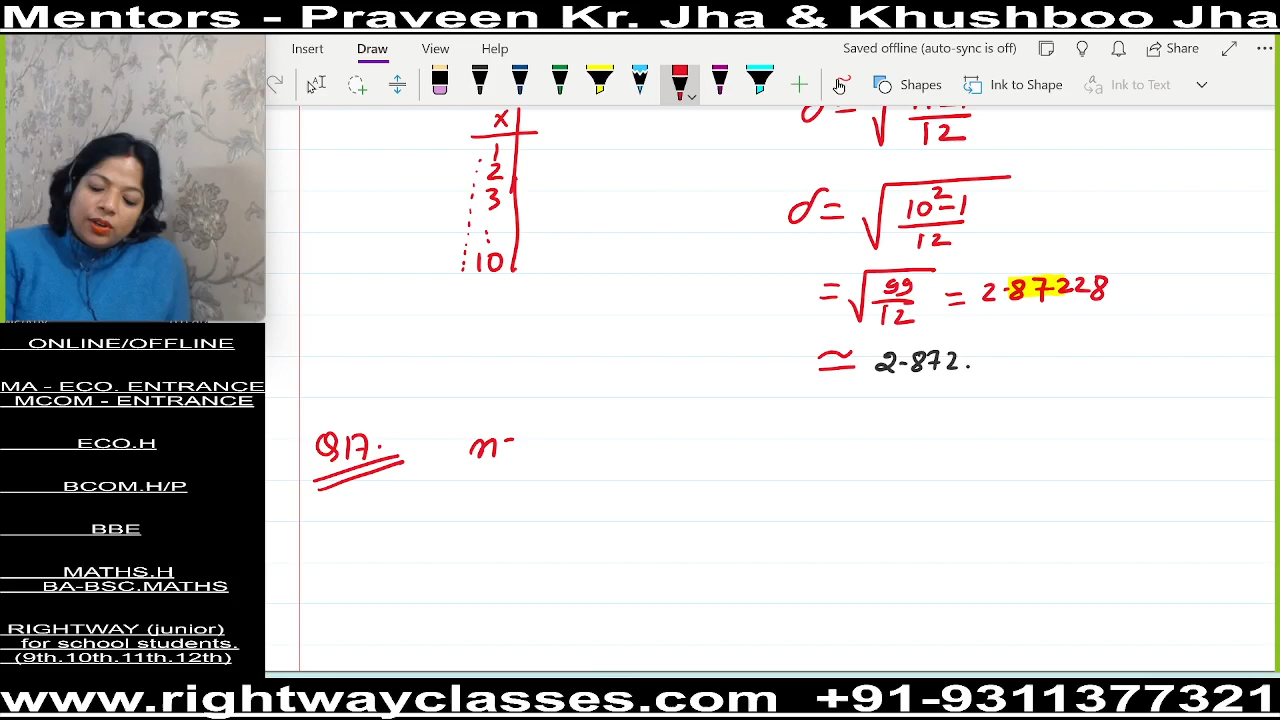 Mentors - Praveen Kr. Jha & Khushboo Jha
Insert Draw View Help Saved offline (auto-sync is off) Share
Shapes Ink to Shape Ink to Text
x
1
2
3
⋮
10
12
σ = √((10² - 1)/12)
= √(99/12) = 2.87228
≅ 2.872.
Q17. n
ONLINE/OFFLINE
MA - ECO. ENTRANCE
MCOM - ENTRANCE
ECO.H
BCOM.H/P
BBE
MATHS.H
BA-BSC.MATHS
RIGHTWAY (junior)
for school students.
(9th.10th.11th.12th)
www.rightwayclasses.com +91-9311377321